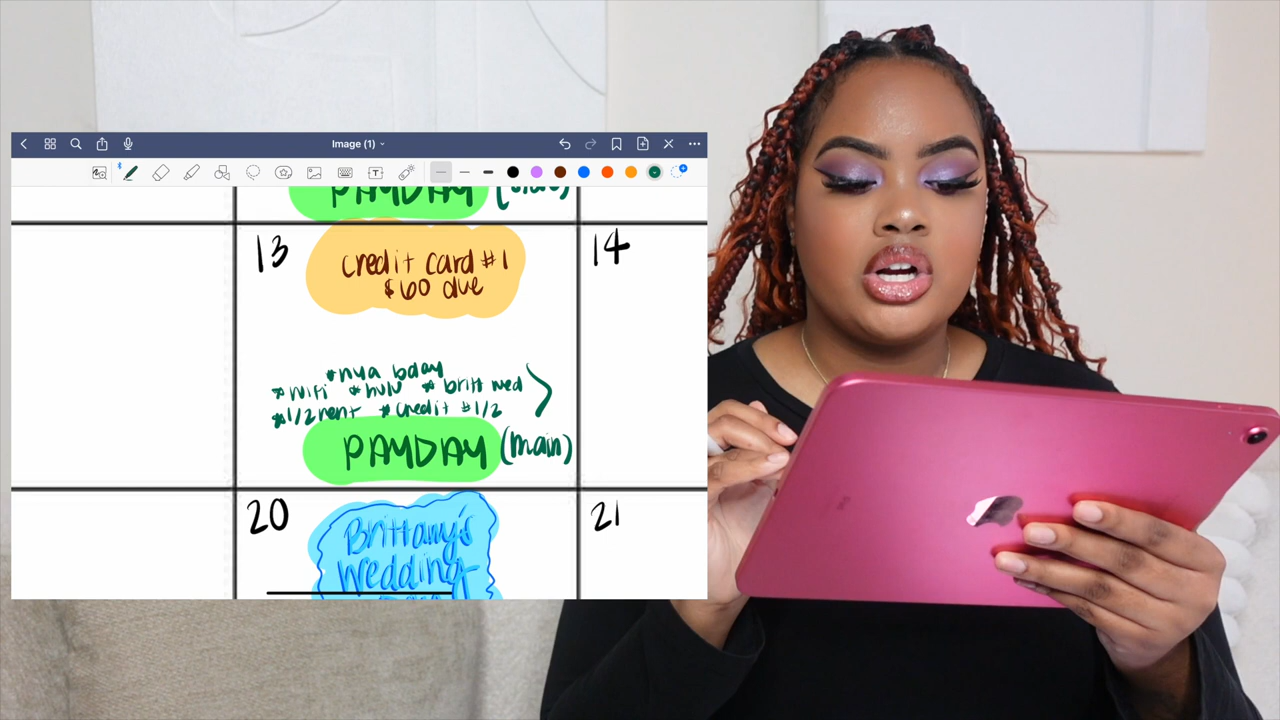 Image (1)
PAYDAY
13
credit card #1
$60 due
14
*nya bday
*wifi *hulu *britt wed
*1/2 rent *credit #1/2
PAYDAY (main)
20
Brittany's
wedding
21